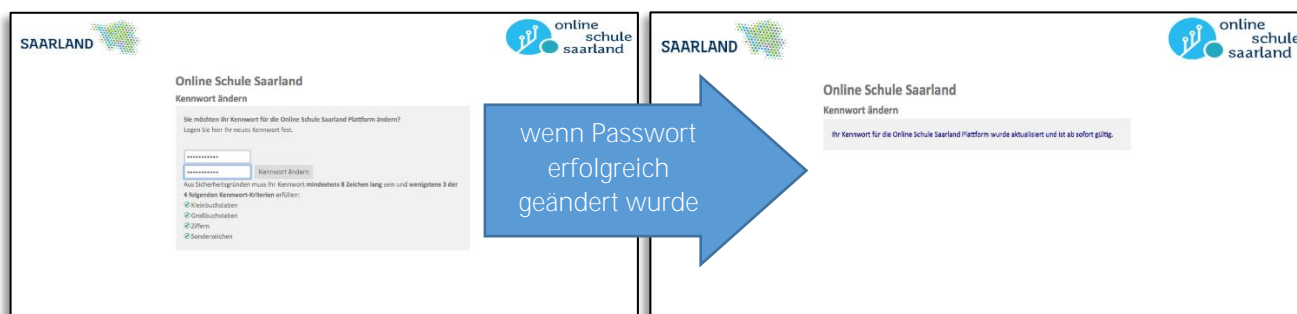 SAARLAND
online
schule
saarland
Online Schule Saarland
Kennwort ändern
Sie möchten Ihr Kennwort für die Online Schule Saarland Plattform ändern?
Legen Sie hier Ihr neues Kennwort fest.
•••••••••••
••••••••••• Kennwort ändern
Aus Sicherheitsgründen muss Ihr Kennwort mindestens 8 Zeichen lang sein und wenigstens 3 der
4 folgenden Kennwort-Kriterien erfüllen:
Kleinbuchstaben
Großbuchstaben
Ziffern
Sonderzeichen
wenn Passwort
erfolgreich
geändert wurde
SAARLAND
online
schule
saarland
Online Schule Saarland
Kennwort ändern
Ihr Kennwort für die Online Schule Saarland Plattform wurde aktualisiert und ist ab sofort gültig.